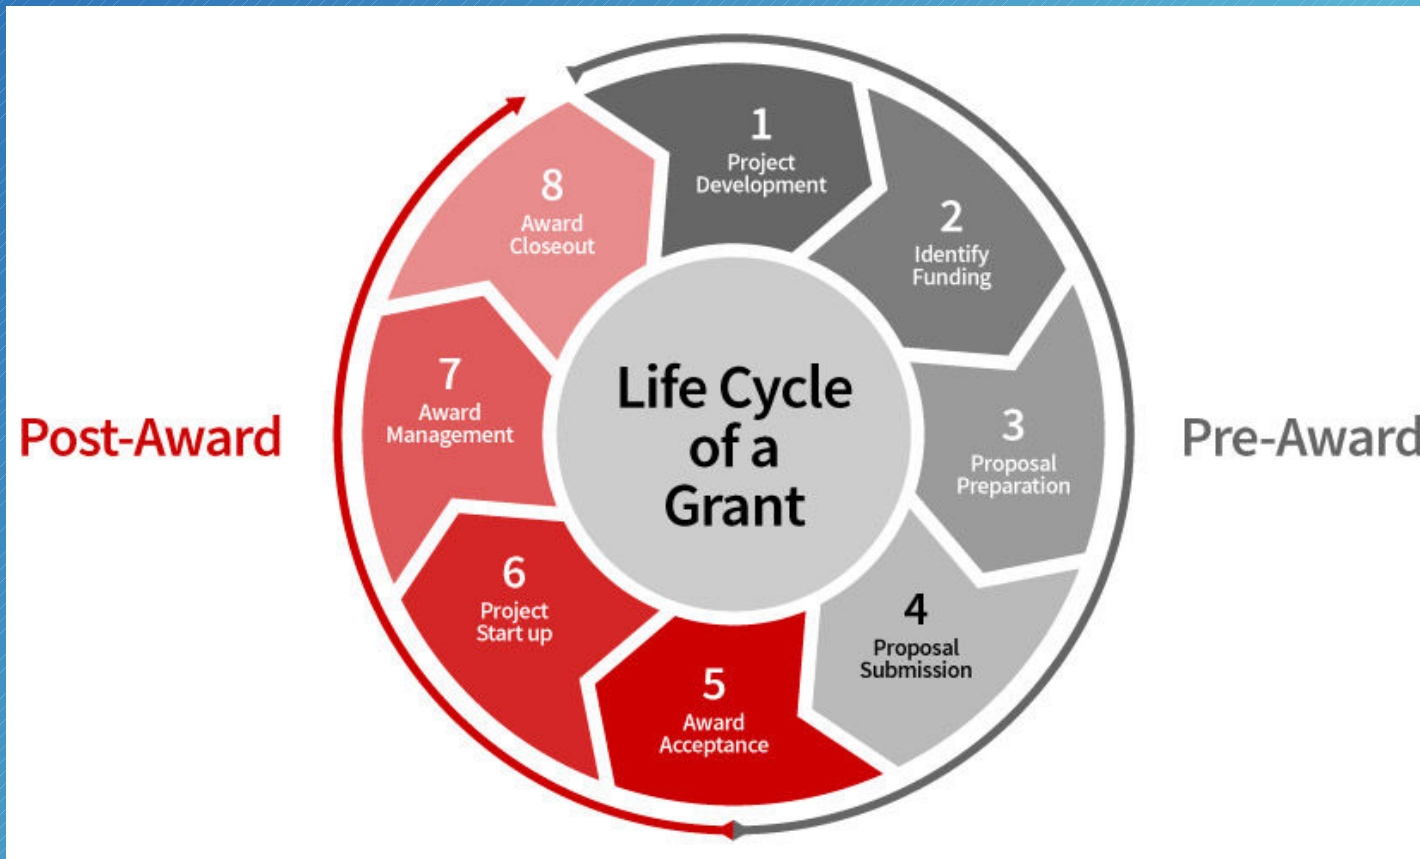 Life Cycle
of a
Grant
1
Project
Development
2
Identify
Funding
3
Proposal
Preparation
4
Proposal
Submission
5
Award
Acceptance
6
Project
Start up
7
Award
Management
8
Award
Closeout
Post-Award
Pre-Award